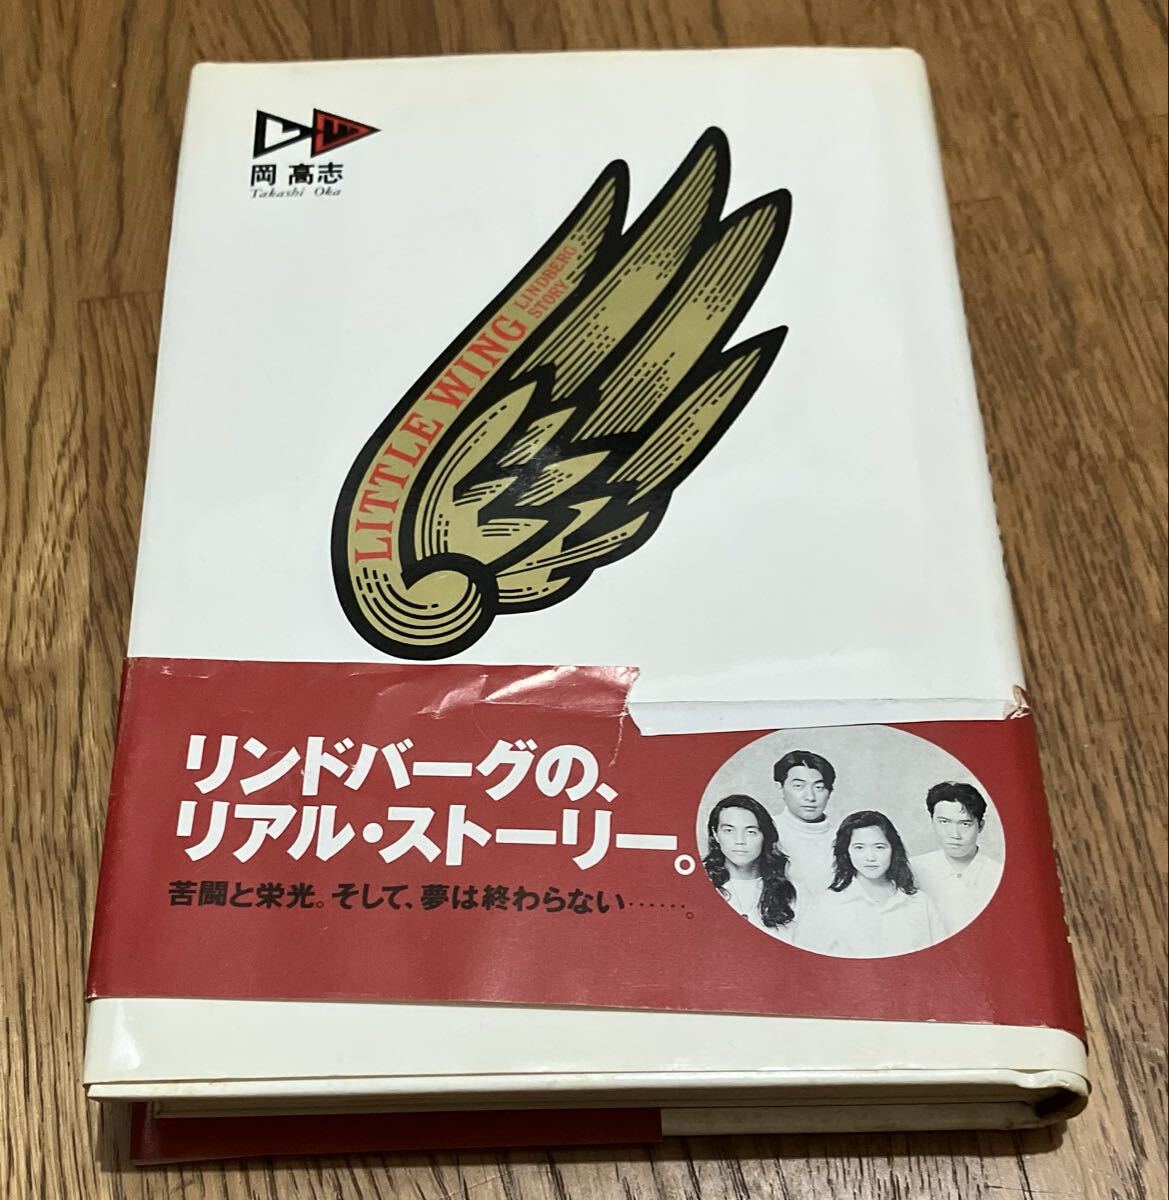 LW
岡 高志
Takashi Oka
LITTLE WING
LINDBERG
STORY
リンドバーグの、
リアル・ストーリー。
苦闘と栄光。そして、夢は終わらない……。